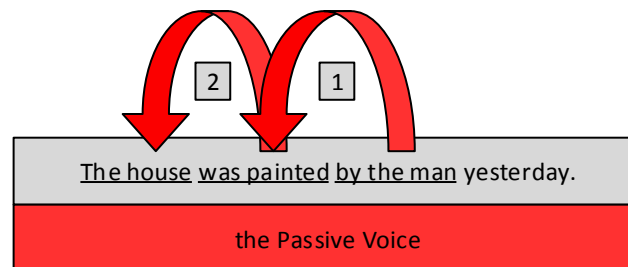 2 1
The house was painted by the man yesterday.
the Passive Voice